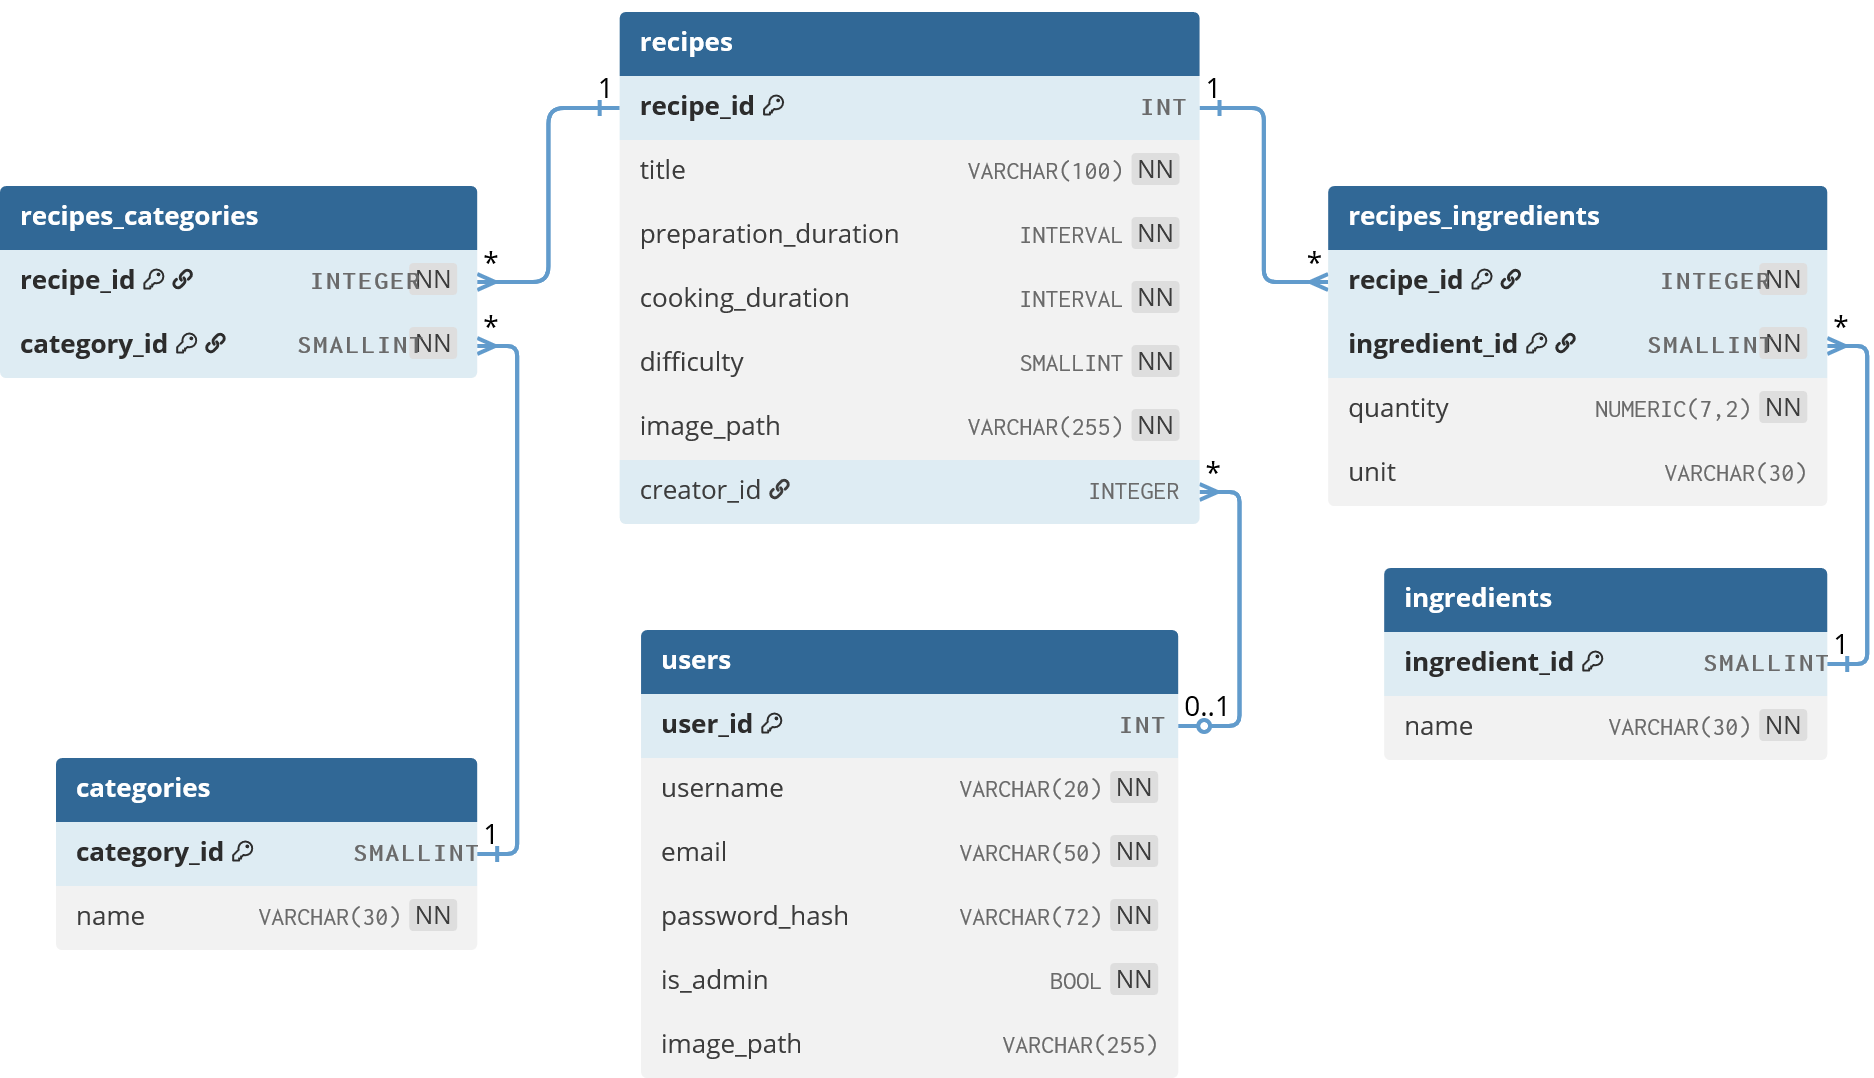 recipes
recipe_id INT
title VARCHAR(100) NN
preparation_duration INTERVAL NN
cooking_duration INTERVAL NN
difficulty SMALLINT NN
image_path VARCHAR(255) NN
creator_id INTEGER
1
1
*
recipes_categories
recipe_id INTEGER NN
category_id SMALLINT NN
*
*
recipes_ingredients
recipe_id INTEGER NN
ingredient_id SMALLINT NN
quantity NUMERIC(7,2) NN
unit VARCHAR(30)
*
*
ingredients
ingredient_id SMALLINT
name VARCHAR(30) NN
1
users
user_id INT
username VARCHAR(20) NN
email VARCHAR(50) NN
password_hash VARCHAR(72) NN
is_admin BOOL NN
image_path VARCHAR(255)
0..1
categories
category_id SMALLINT
name VARCHAR(30) NN
1